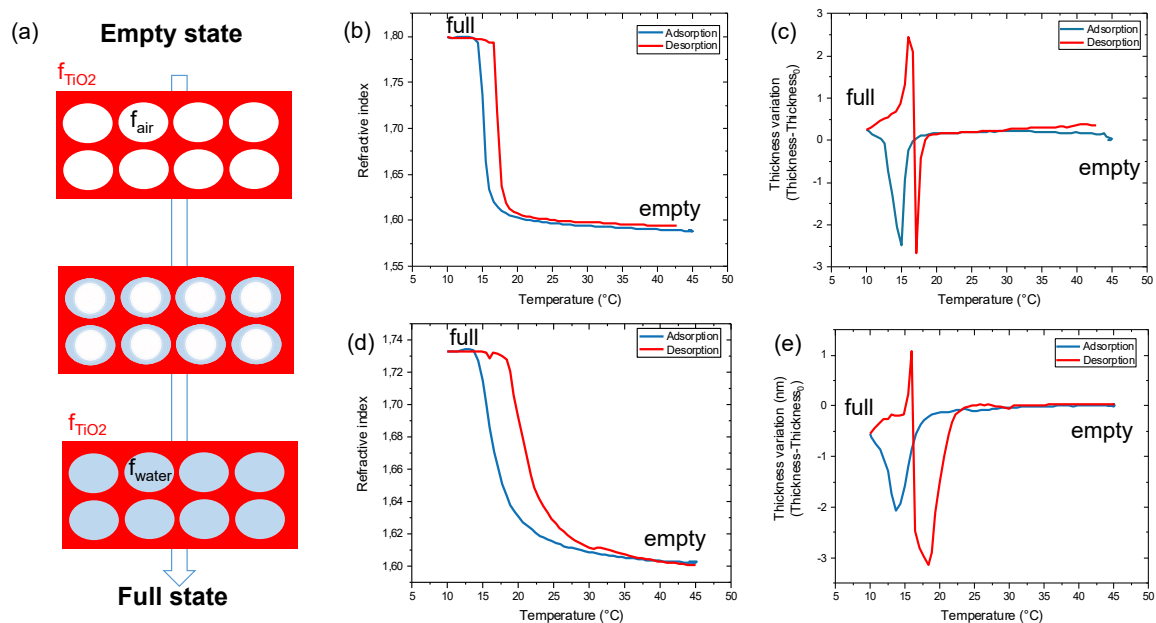 (a)
Empty state
f_TiO2
f_air
f_TiO2
f_water
Full state
(b)
full
Adsorption
Desorption
empty
1,80
1,75
1,70
1,65
1,60
1,55
Refractive index
5 10 15 20 25 30 35 40 45 50
Temperature (°C)
(c)
full
Adsorption
Desorption
empty
3
2
1
0
-1
-2
-3
Thickness variation
(Thickness-Thickness₀)
5 10 15 20 25 30 35 40 45 50
Temperature (°C)
(d)
full
Adsorption
Desorption
empty
1,74
1,72
1,70
1,68
1,66
1,64
1,62
1,60
Refractive index
5 10 15 20 25 30 35 40 45 50
Temperature (°C)
(e)
full
Adsorption
Desorption
empty
1
0
-1
-2
-3
Thickness variation (nm)
(Thickness-Thickness₀)
5 10 15 20 25 30 35 40 45 50
Temperature (°C)